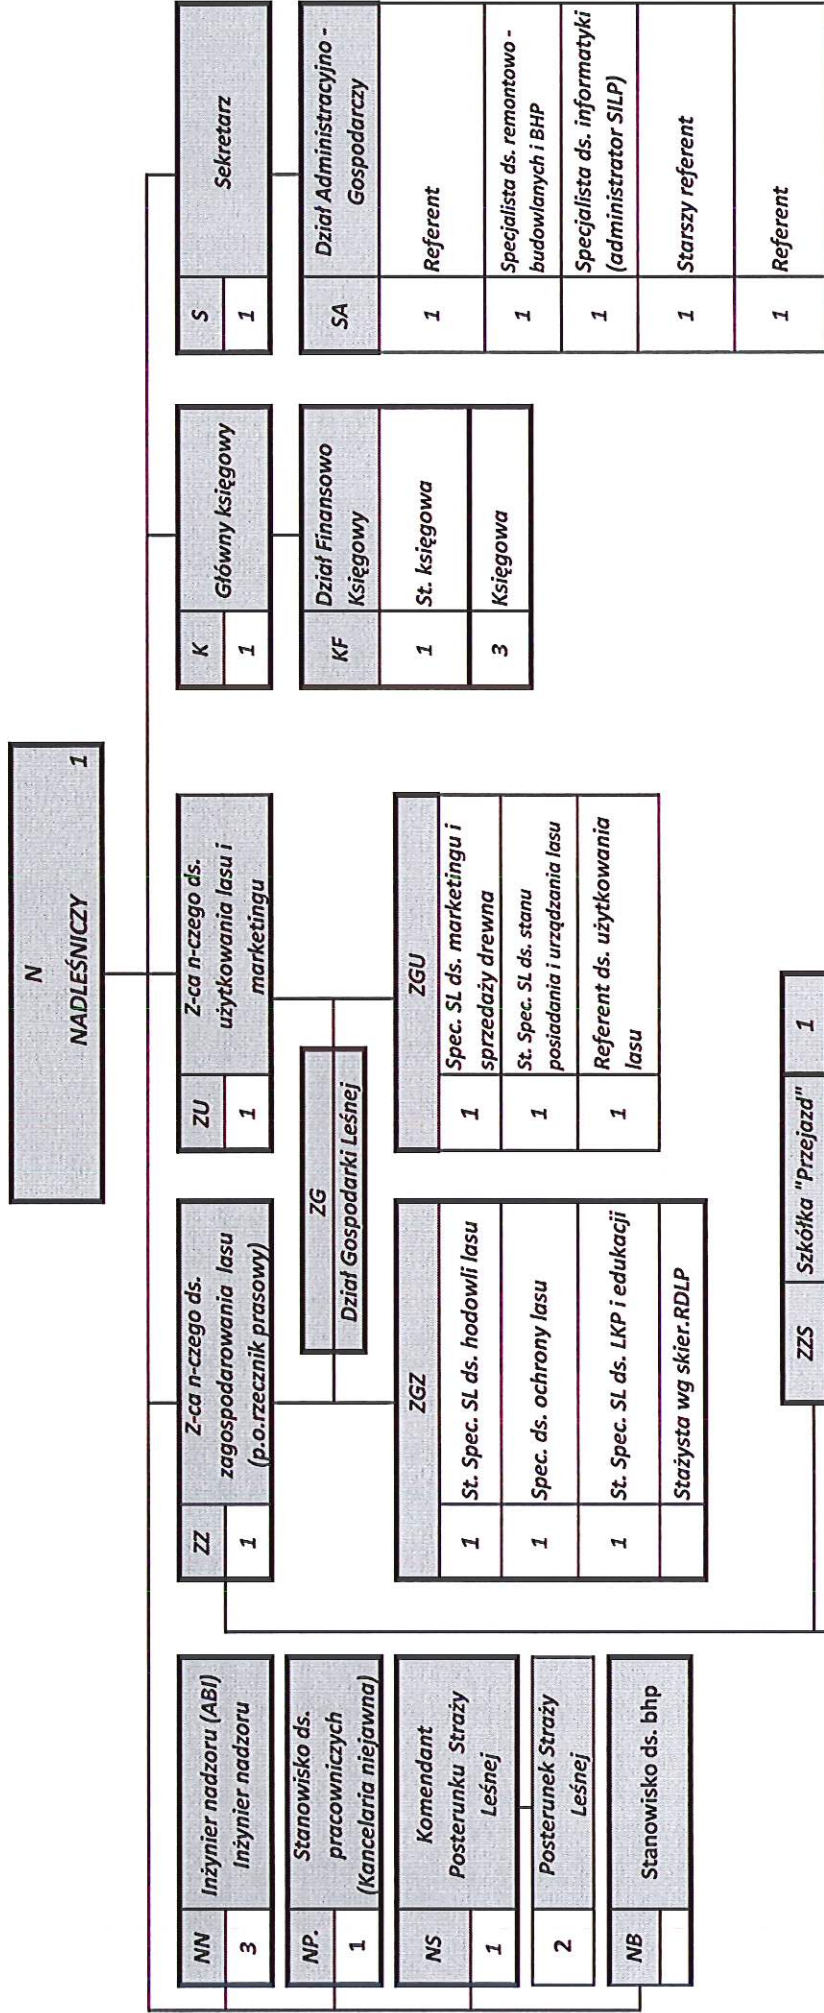 N
NADLEŚNICZY
1
NN
Inżynier nadzoru (ABI)
Inżynier nadzoru
3
NP.
Stanowisko ds.
pracowniczych
(Kancelaria niejawna)
1
NS
Komendant
Posterunku Straży
Leśnej
1
Posterunek Straży
Leśnej
2
NB
Stanowisko ds. bhp
ZZ
Z-ca n-czego ds.
zagospodarowania lasu
(p.o.rzecznik prasowy)
1
ZU
Z-ca n-czego ds.
użytkowania lasu i
marketingu
1
ZG
Dział Gospodarki Leśnej
ZGZ
1 St. Spec. SL ds. hodowli lasu
1 Spec. ds. ochrony lasu
1 St. Spec. SL ds. LKP i edukacji
Stażysta wg skier.RDLP
ZGU
1 Spec. SL ds. marketingu i
sprzedaży drewna
1 St. Spec. SL ds. stanu
posiadania i urządzania lasu
1 Referent ds. użytkowania
lasu
ZZS Szkółka "Przejazd" 1
K
Główny księgowy
1
KF
Dział Finansowo
Księgowy
1 St. księgowa
3 Księgowa
S
Sekretarz
1
SA
Dział Administracyjno -
Gospodarczy
1 Referent
1 Specjalista ds. remontowo -
budowlanych i BHP
1 Specjalista ds. informatyki
(administrator SILP)
1 Starszy referent
1 Referent